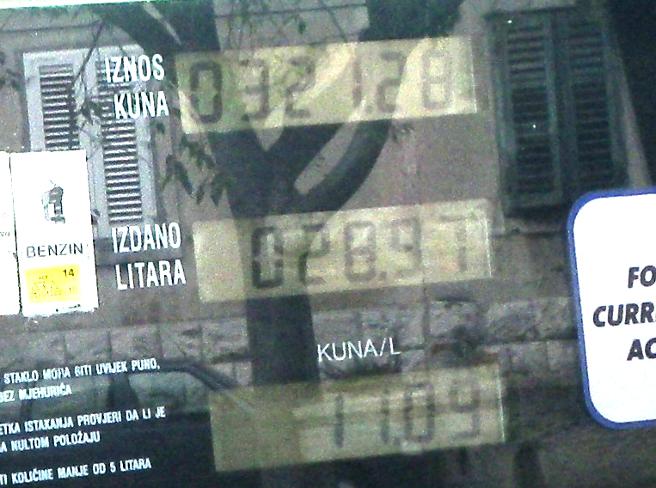 IZNOS
KUNA
0321.28
BENZIN
14
IZDANO
LITARA
028.97
KUNA/L
11.09
STAKLO MORA BITI UVIJEK PUNO,
BEZ MJEHURIĆA
ISTAKANJA PROVJERI DA LI JE
NULTOM POLOŽAJU
KOLIČINE MANJE OD 5 LITARA
FO
CURR
AC